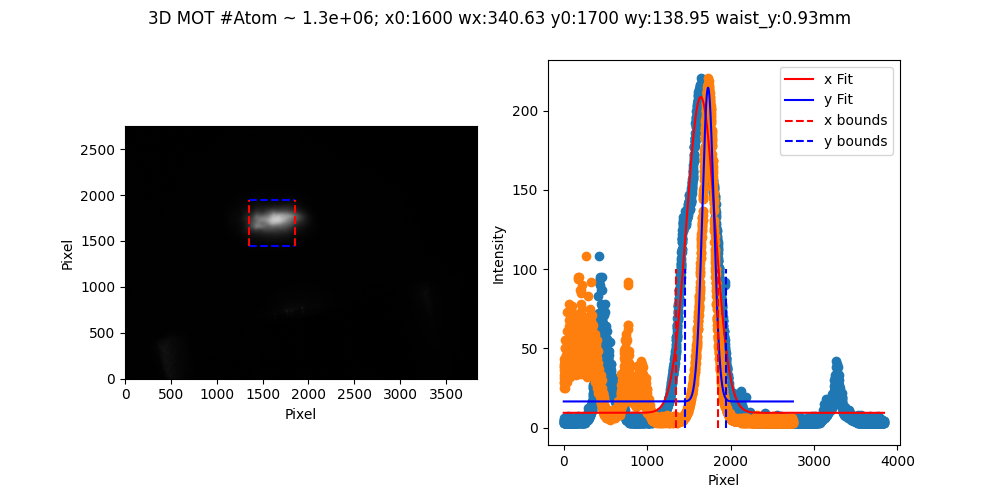 3D MOT #Atom ~ 1.3e+06; x0:1600 wx:340.63 y0:1700 wy:138.95 waist_y:0.93mm
2500
2000
1500
1000
500
0
Pixel
0 500 1000 1500 2000 2500 3000 3500
Pixel
200
150
100
50
0
Intensity
0 1000 2000 3000 4000
Pixel
x Fit
y Fit
x bounds
y bounds